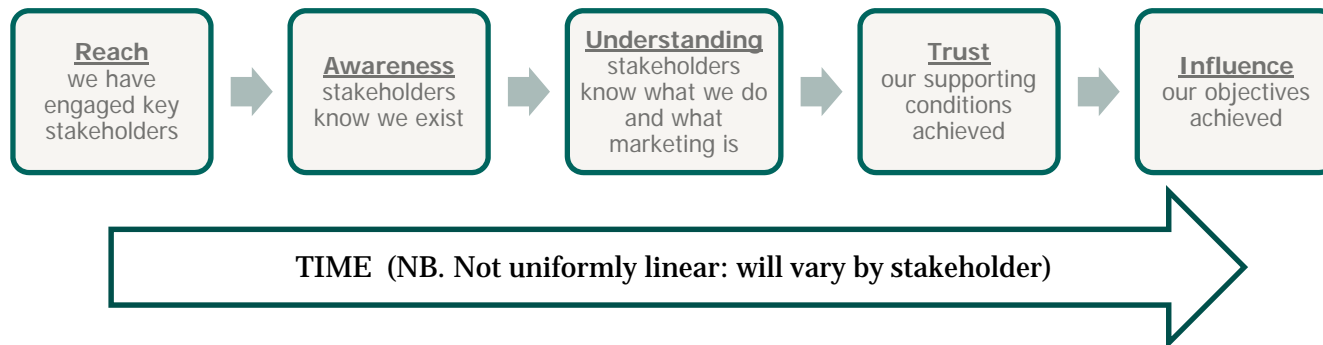 Reach
we have
engaged key
stakeholders
Awareness
stakeholders
know we exist
Understanding
stakeholders
know what we do
and what
marketing is
Trust
our supporting
conditions
achieved
Influence
our objectives
achieved
TIME (NB. Not uniformly linear: will vary by stakeholder)